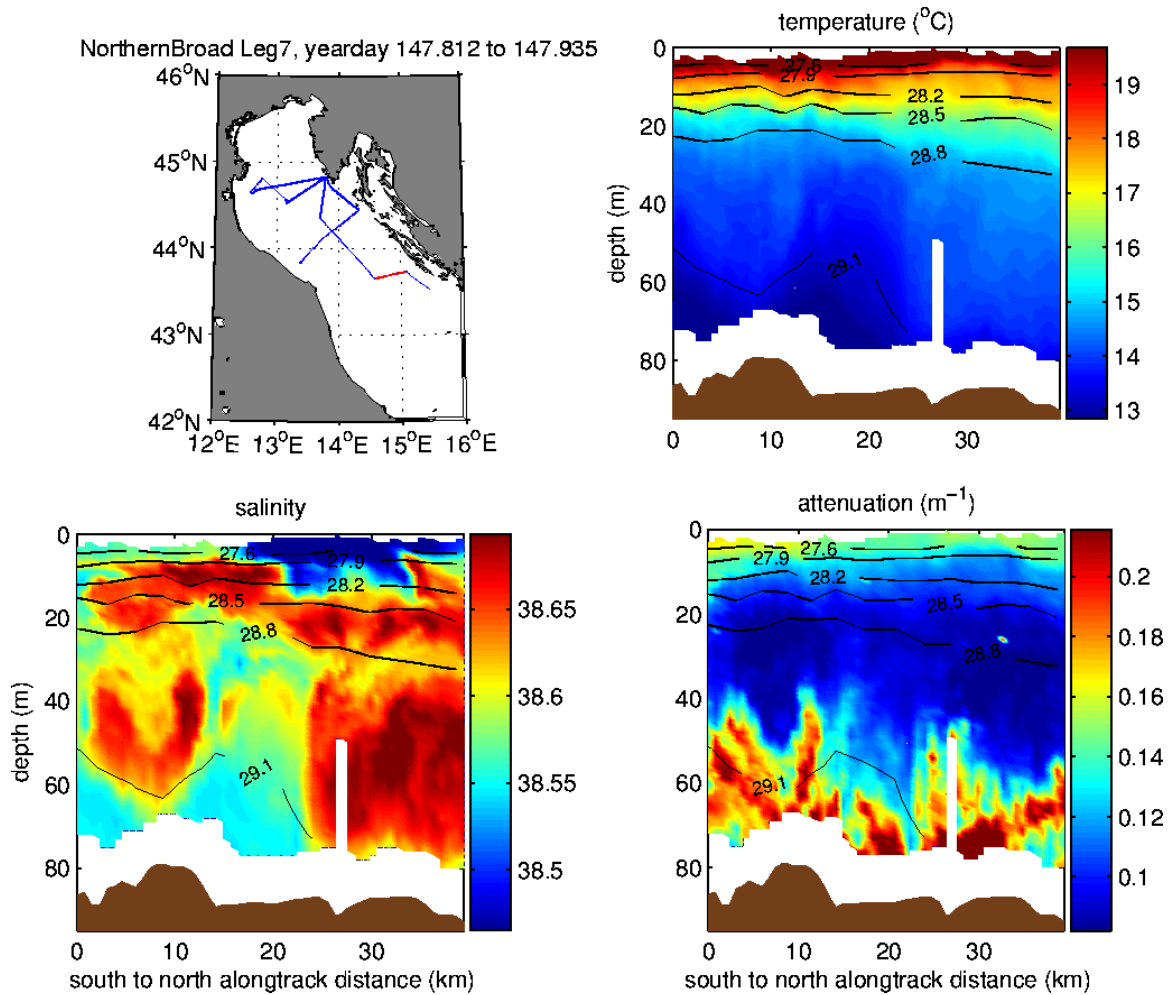 NorthernBroad Leg7, yearday 147.812 to 147.935
46°N
45°N
44°N
43°N
42°N
12°E 13°E 14°E 15°E 16°E
temperature (°C)
0
20
40
60
80
depth (m)
27.6
27.9
28.2
28.5
28.8
29.1
0 10 20 30
19
18
17
16
15
14
13
salinity
0
20
40
60
80
depth (m)
27.6
27.9
28.2
28.5
28.8
29.1
0 10 20 30
south to north alongtrack distance (km)
38.65
38.6
38.55
38.5
attenuation (m⁻¹)
0
20
40
60
80
27.6
27.9
28.2
28.5
28.8
29.1
0 10 20 30
south to north alongtrack distance (km)
0.2
0.18
0.16
0.14
0.12
0.1